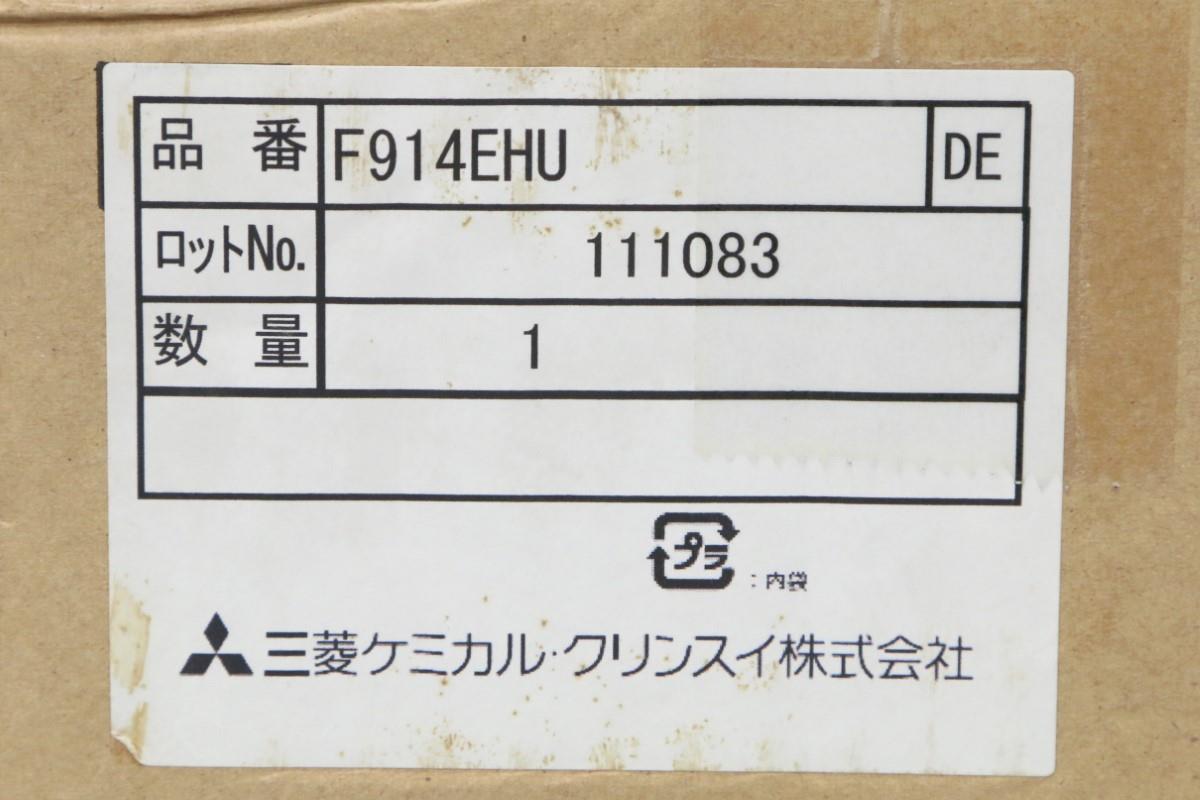 品 番 F914EHU DE
ロットNo. 111083
数 量 1
プラ :内袋
三菱ケミカル・クリンスイ株式会社